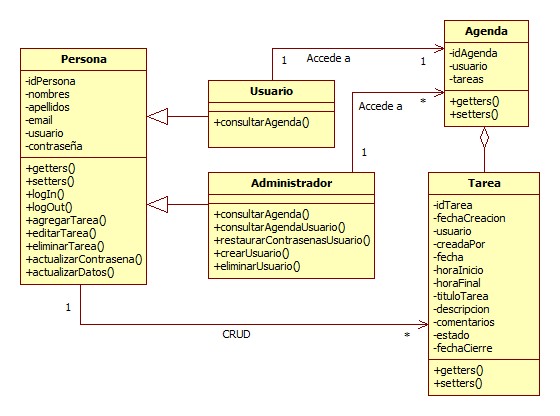 Persona
-idPersona
-nombres
-apellidos
-email
-usuario
-contraseña
+getters()
+setters()
+logIn()
+logOut()
+agregarTarea()
+editarTarea()
+eliminarTarea()
+actualizarContrasena()
+actualizarDatos()
Usuario
+consultarAgenda()
Administrador
+consultarAgenda()
+consultarAgendaUsuario()
+restaurarContrasenasUsuario()
+crearUsuario()
+eliminarUsuario()
1
Accede a
1
Accede a
*
1
Agenda
-idAgenda
-usuario
-tareas
+getters()
+setters()
Tarea
-idTarea
-fechaCreacion
-usuario
-creadaPor
-fecha
-horaInicio
-horaFinal
-tituloTarea
-descripcion
-comentarios
-estado
-fechaCierre
+getters()
+setters()
1
CRUD
*